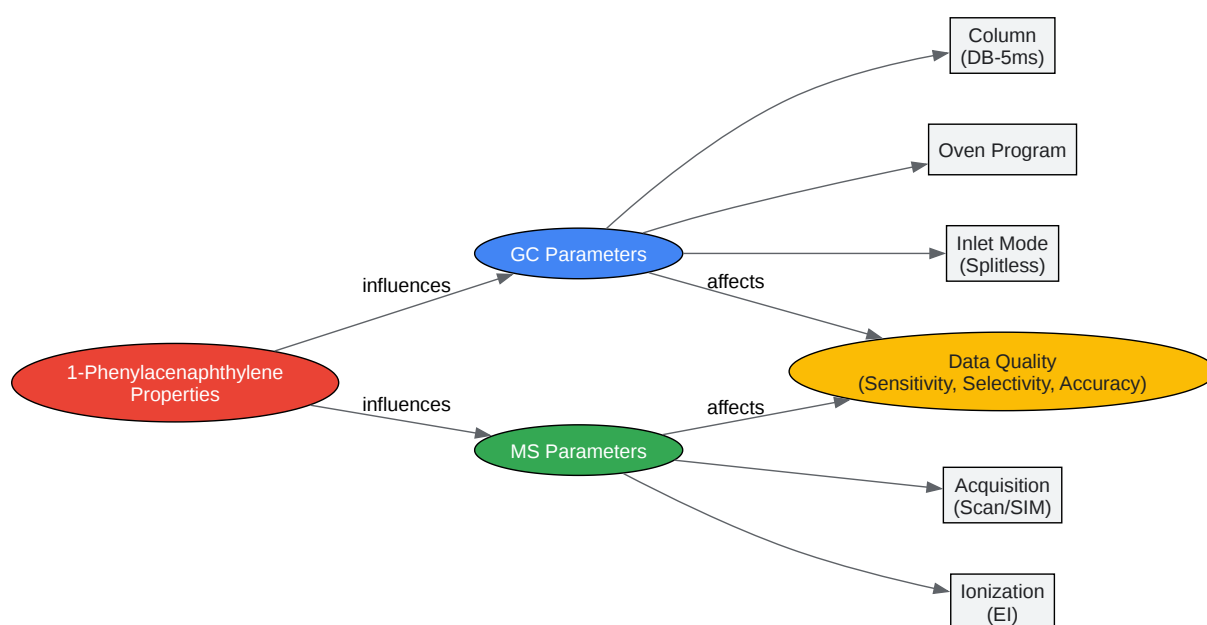 Column
(DB-5ms)
Oven Program
GC Parameters
Inlet Mode
(Splitless)
influences
affects
1-Phenylacenaphthylene
Properties
Data Quality
(Sensitivity, Selectivity, Accuracy)
influences
affects
MS Parameters
Acquisition
(Scan/SIM)
Ionization
(EI)